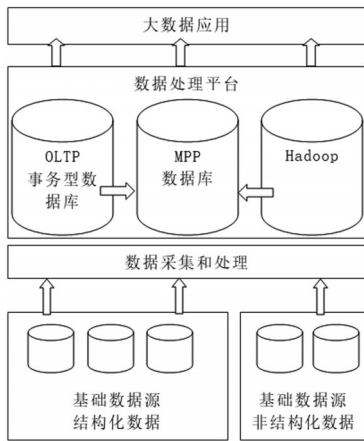 大数据应用
数据处理平台
OLTP
事务型数
据库
MPP
数据库
Hadoop
数据采集和处理
基础数据源
结构化数据
基础数据源
非结构化数据